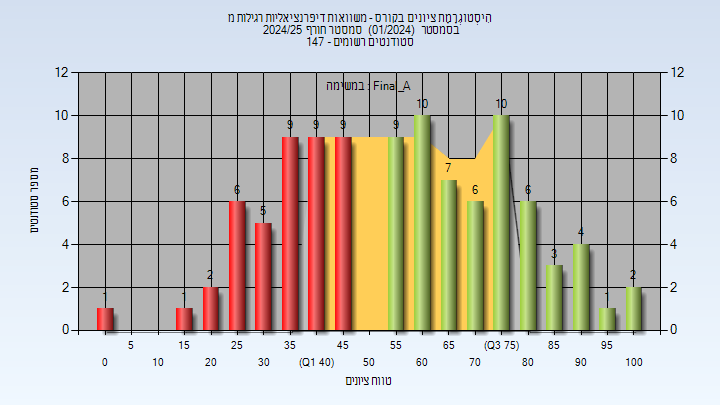 היסטוגרמת ציונים בקורס - משוואות דיפרנציאליות רגילות מ
בסמסטר (01/2024) סמסטר חורף 2024/25
147 - סטודנטים רשומים
במשימה : Final_A
12 12
10 10
8 8
6 6
4 4
2 2
0 0
1 1 2 6 5 9 9 9 9 10 7 6 10 6 3 4 1 2
מספר סטודנטים
5 15 25 35 45 55 65 (Q3 75) 85 95
0 10 20 30 (Q1 40) 50 60 70 80 90 100
טווח ציונים